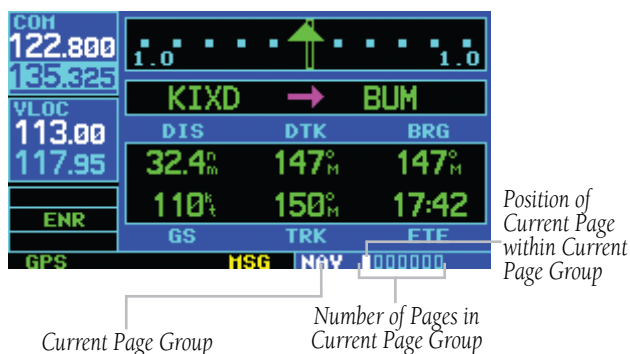 COM
122.800
135.325
VLOC
113.00
117.95
ENR
GPS
1.0 1.0
KIXD → BUM
DIS DTK BRG
32.4nm 147°M 147°M
110kt 150°M 17:42
GS TRK ETE
MSG NAV
Position of
Current Page
within Current
Page Group
Number of Pages in
Current Page Group
Current Page Group